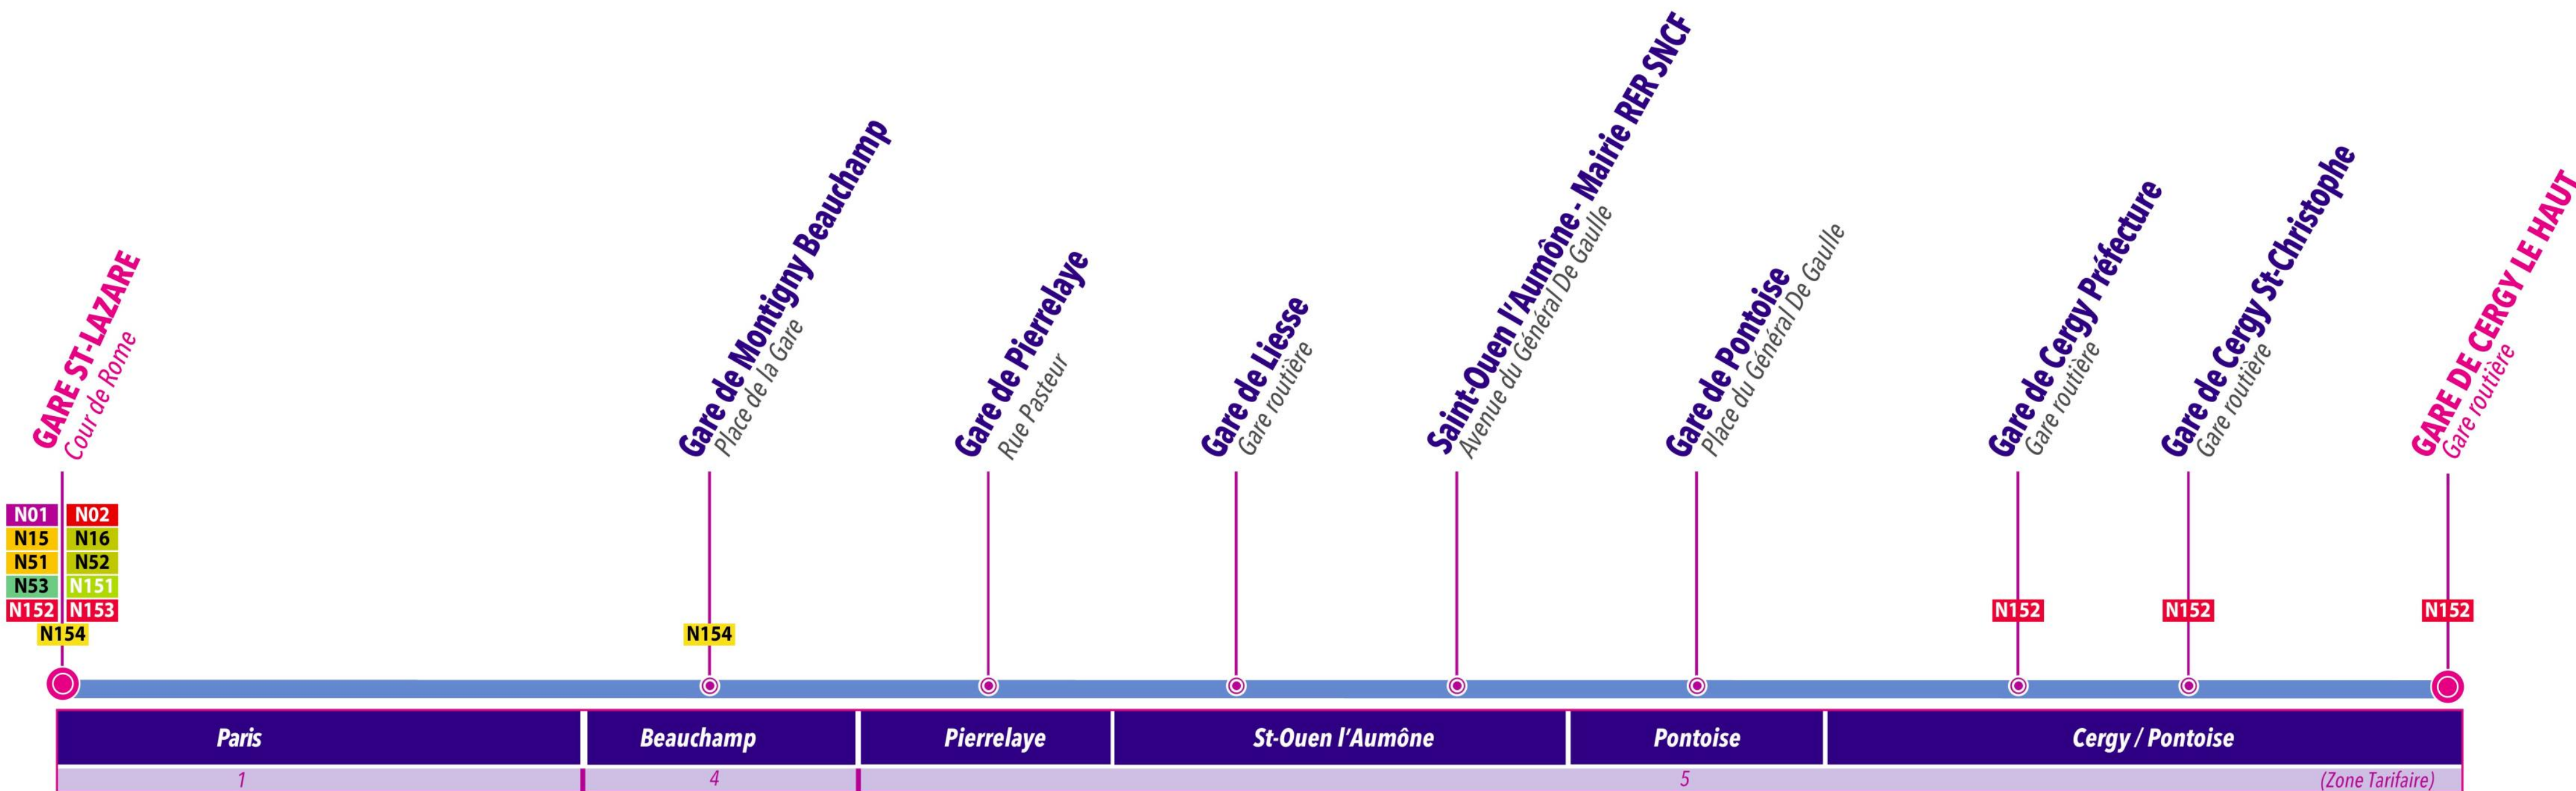 GARE ST-LAZARE
Cour de Rome
Gare de Montigny Beauchamp
Place de la Gare
Gare de Pierrelaye
Rue Pasteur
Gare de Liesse
Gare routière
Saint-Ouen l'Aumône - Mairie RER SNCF
Avenue du Général De Gaulle
Gare de Pontoise
Place du Général De Gaulle
Gare de Cergy Préfecture
Gare routière
Gare de Cergy St-Christophe
Gare routière
GARE DE CERGY LE HAUT
Gare routière
N01 N02
N15 N16
N51 N52
N53 N151
N152 N153
N152
N152
N152
N154
N154
Paris
Beauchamp
Pierrelaye
St-Ouen l'Aumône
Pontoise
Cergy / Pontoise
1
4
5
(Zone Tarifaire)